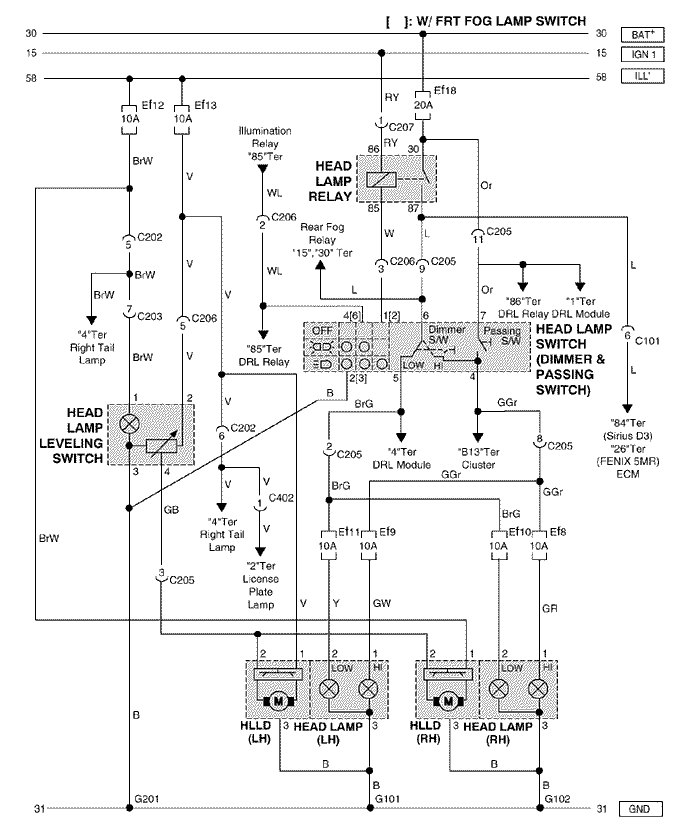 [ ]: W/ FRT FOG LAMP SWITCH
30 30 BAT+
15 15 IGN 1
58 58 ILL'
Ef12
10A
Ef13
10A
RY
Ef18
20A
1 C207
Illumination
Relay
"85"Ter
BrW
V
RY
86 30
HEAD
LAMP
RELAY
Or
WL
85 87
C206
2
Rear Fog
Relay
"15","30" Ter
W
L
C205
11
C202
5
V
WL
C206
3
C205
9
L
BrW
BrW
V
L
Or
"86"Ter
DRL Relay
"1"Ter
DRL Module
7
C203
5 C206
"4"Ter
Right Tail
Lamp
BrW
V
"85"Ter
DRL Relay
4[6] 1[2] 6 7
OFF
Dimmer
S/W
Passing
S/W
LOW HI
HEAD LAMP
SWITCH
(DIMMER &
PASSING
SWITCH)
6 C101
L
2[3] 5 4
B
V
1 2
HEAD
LAMP
LEVELING
SWITCH
3 4
BrG
GGr
C202
6
"4"Ter
DRL Module
"B13"Ter
Cluster
2
C205
8
C205
"84"Ter
(Sirius D3)
"26"Ter
(FENIX 5MR)
ECM
V
V
1 C402
V
BrG
GGr
GGr
GB
BrG
"4"Ter
Right Tail
Lamp
"2"Ter
License
Plate
Lamp
Ef11
10A
Ef9
10A
Ef10
10A
Ef8
10A
BrW
3
C205
V
Y
GW
GR
2 1 2 1
LOW HI
M
2 1 2 1
LOW HI
M
3 3
HLLD
(LH)
HEAD LAMP
(LH)
3 3
HLLD
(RH)
HEAD LAMP
(RH)
B
B
B
B
B
G201
G101
G102
31 31 GND